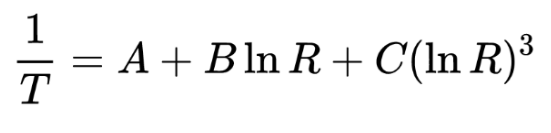 1/T = A + B ln R + C(ln R)³